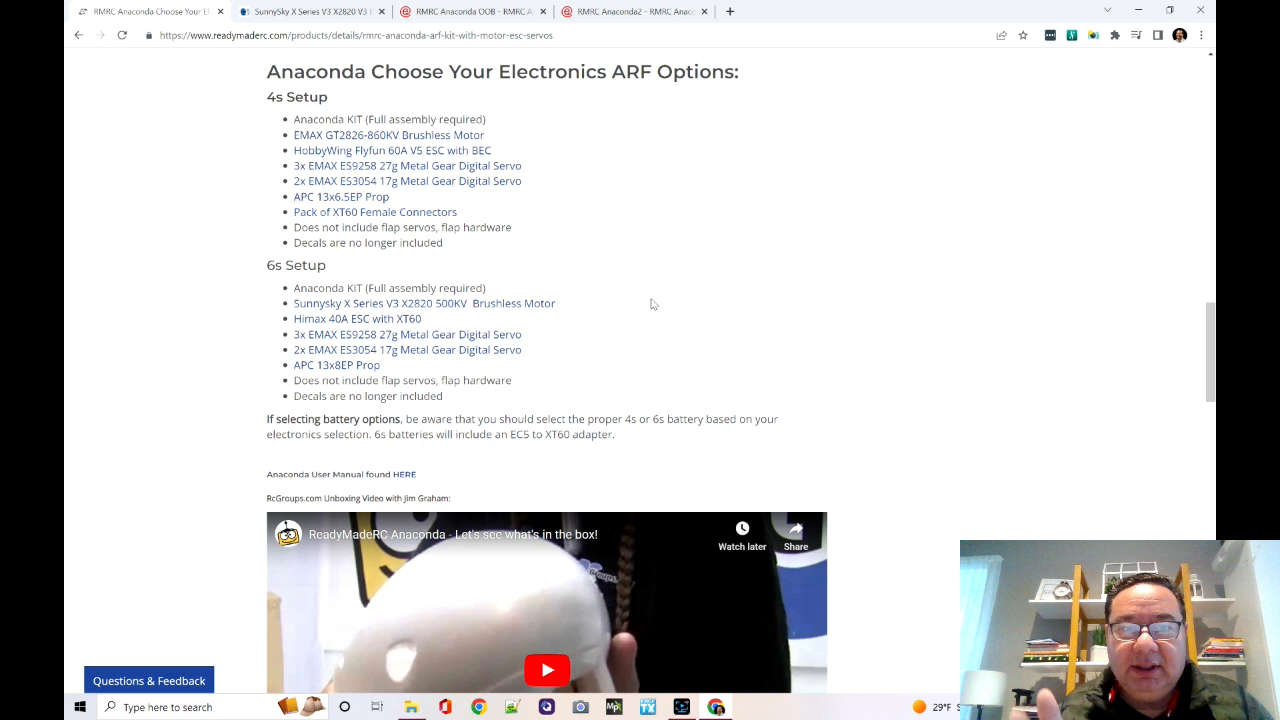 RMRC Anaconda Choose Your El
SunnySky X Series V3 X2820 V3 E
RMRC Anaconda OOB - RMRC A
RMRC Anaconda2 - RMRC Anaco
https://www.readymaderc.com/products/details/rmrc-anaconda-arf-kit-with-motor-esc-servos
Anaconda Choose Your Electronics ARF Options:
4s Setup
Anaconda KIT (Full assembly required)
EMAX GT2826-860KV Brushless Motor
HobbyWing Flyfun 60A V5 ESC with BEC
3x EMAX ES9258 27g Metal Gear Digital Servo
2x EMAX ES3054 17g Metal Gear Digital Servo
APC 13x6.5EP Prop
Pack of XT60 Female Connectors
Does not include flap servos, flap hardware
Decals are no longer included
6s Setup
Anaconda KIT (Full assembly required)
Sunnysky X Series V3 X2820 500KV Brushless Motor
Himax 40A ESC with XT60
3x EMAX ES9258 27g Metal Gear Digital Servo
2x EMAX ES3054 17g Metal Gear Digital Servo
APC 13x8EP Prop
Does not include flap servos, flap hardware
Decals are no longer included
If selecting battery options, be aware that you should select the proper 4s or 6s battery based on your
electronics selection. 6s batteries will include an EC5 to XT60 adapter.
Anaconda User Manual found HERE
RcGroups.com Unboxing Video with Jim Graham:
ReadyMadeRC Anaconda - Let's see what's in the box!
Watch later
Share
Questions & Feedback
Type here to search
29°F